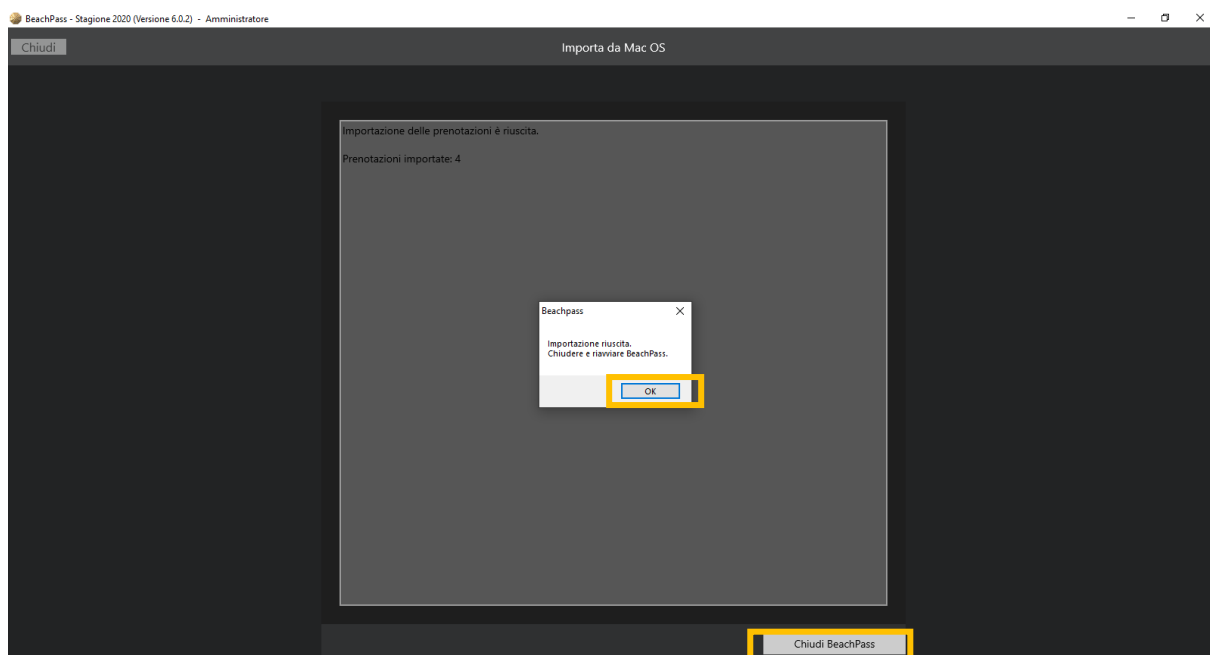 BeachPass - Stagione 2020 (Versione 6.0.2) - Amministratore
Chiudi
Importa da Mac OS
Importazione delle prenotazioni è riuscita.
Prenotazioni importate: 4
Beachpass
Importazione riuscita.
Chiudere e riavviare BeachPass.
OK
Chiudi BeachPass